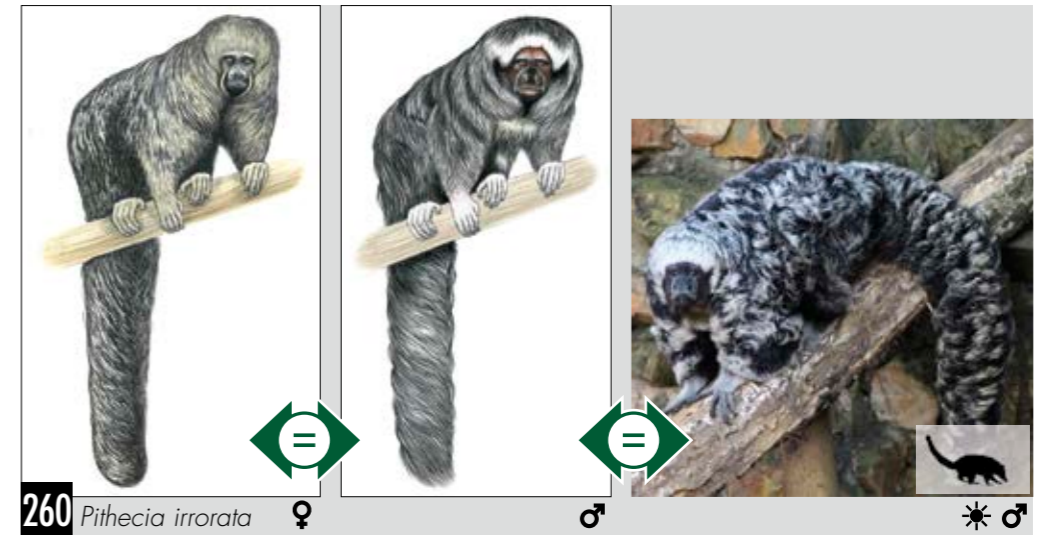 =
=
260 Pithecia irrorata ♀ ♂ ☀ ♂